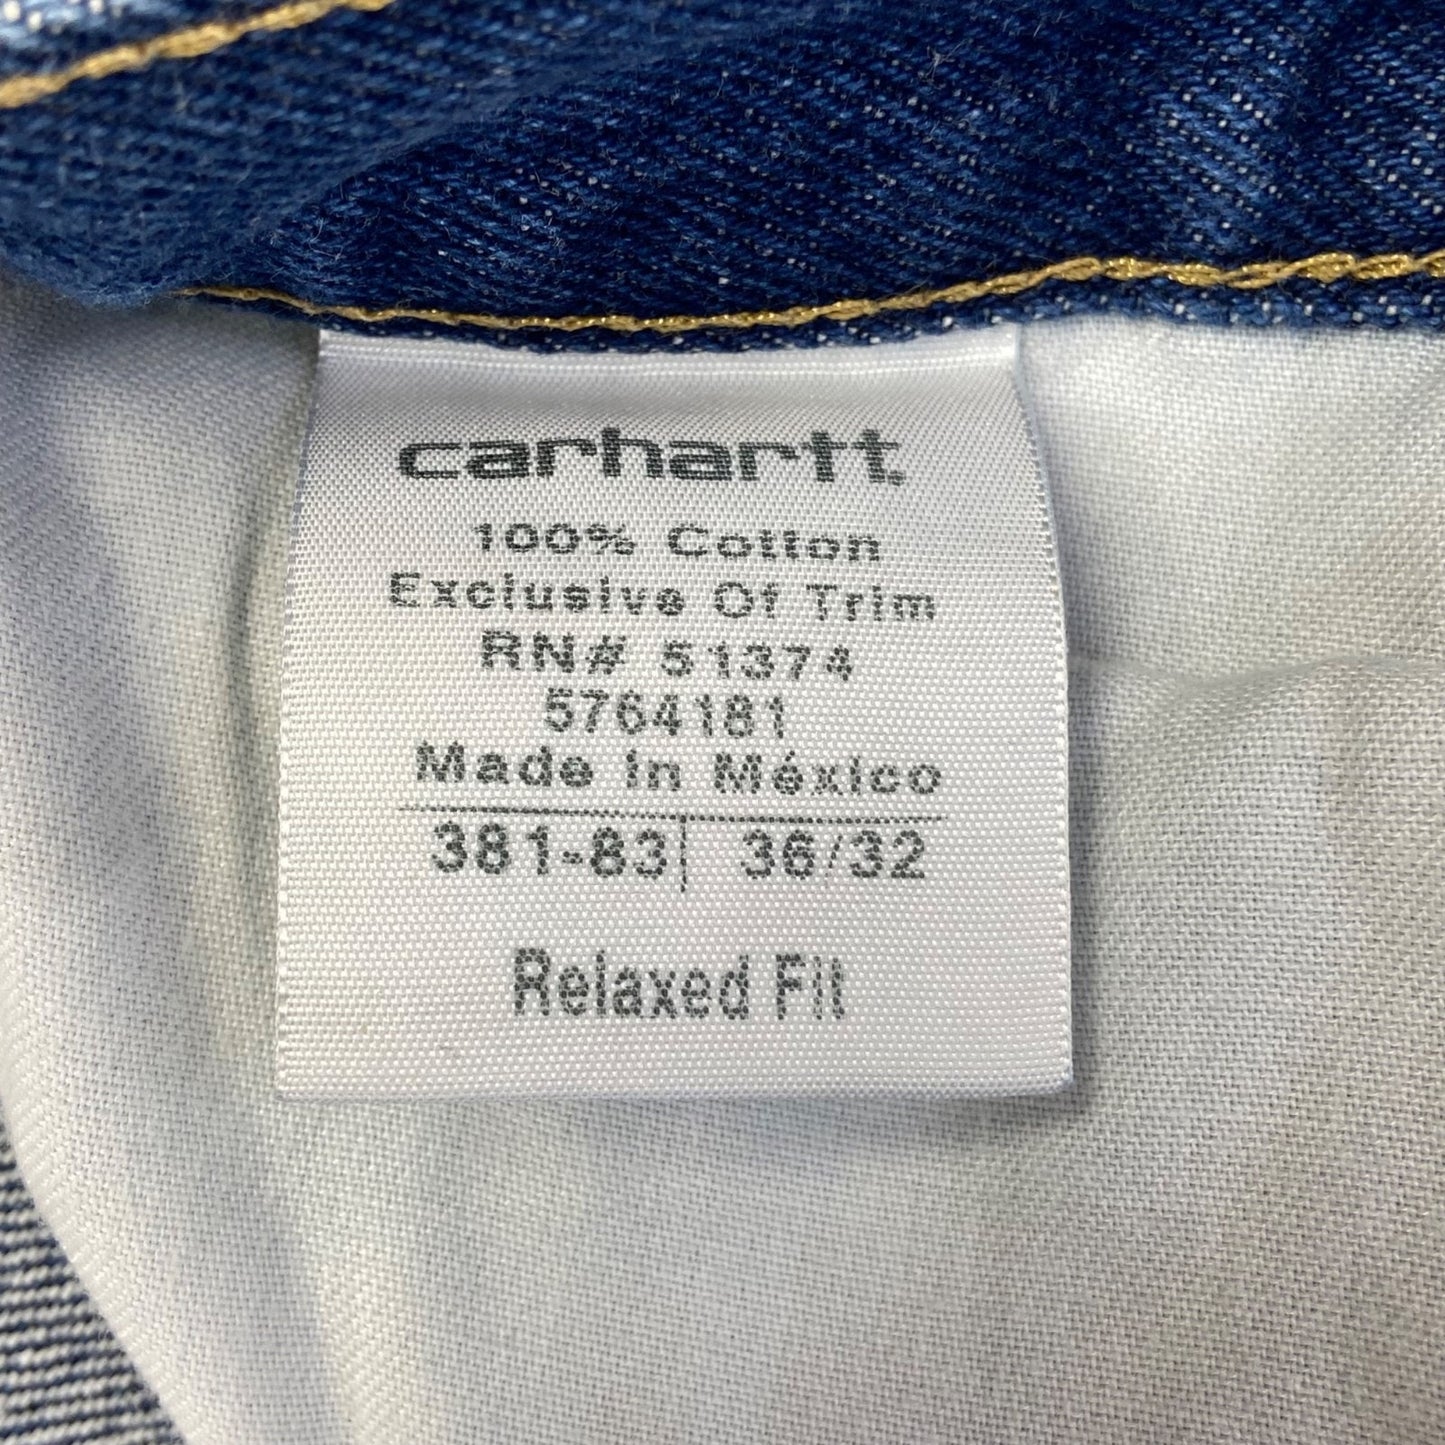 carhartt.
100% Cotton
Exclusive Of Trim
RN# 51374
5764181
Made In México
381-83 36/32
Relaxed Fit